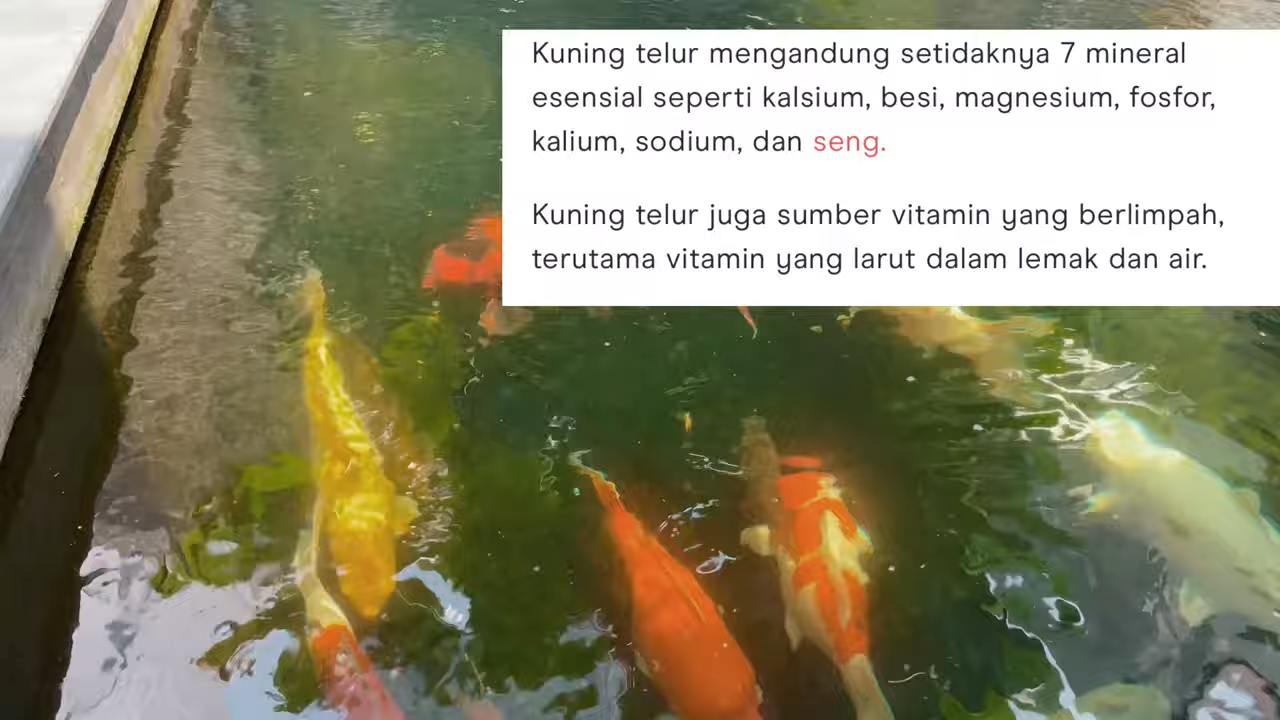 Kuning telur mengandung setidaknya 7 mineral
esensial seperti kalsium, besi, magnesium, fosfor,
kalium, sodium, dan seng.
Kuning telur juga sumber vitamin yang berlimpah,
terutama vitamin yang larut dalam lemak dan air.